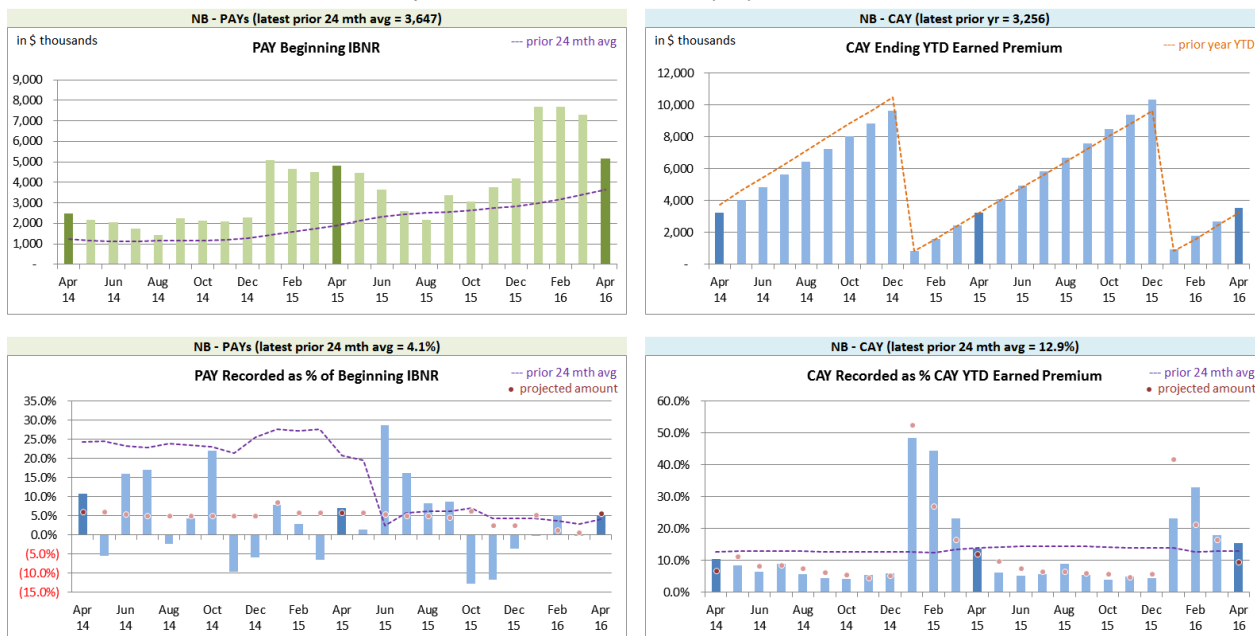 NB - PAYs (latest prior 24 mth avg = 3,647)
in $ thousands
PAY Beginning IBNR
--- prior 24 mth avg
9,000
8,000
7,000
6,000
5,000
4,000
3,000
2,000
1,000
-
Apr Jun Aug Oct Dec Feb Apr Jun Aug Oct Dec Feb Apr
14 14 14 14 14 15 15 15 15 15 15 16 16
NB - CAY (latest prior yr = 3,256)
in $ thousands
CAY Ending YTD Earned Premium
--- prior year YTD
12,000
10,000
8,000
6,000
4,000
2,000
-
Apr Jun Aug Oct Dec Feb Apr Jun Aug Oct Dec Feb Apr
14 14 14 14 14 15 15 15 15 15 15 16 16
NB - PAYs (latest prior 24 mth avg = 4.1%)
PAY Recorded as % of Beginning IBNR
--- prior 24 mth avg
• projected amount
35.0%
30.0%
25.0%
20.0%
15.0%
10.0%
5.0%
0.0%
(5.0%)
(10.0%)
(15.0%)
Apr Jun Aug Oct Dec Feb Apr Jun Aug Oct Dec Feb Apr
14 14 14 14 14 15 15 15 15 15 15 16 16
NB - CAY (latest prior 24 mth avg = 12.9%)
CAY Recorded as % CAY YTD Earned Premium
--- prior 24 mth avg
• projected amount
60.0%
50.0%
40.0%
30.0%
20.0%
10.0%
0.0%
Apr Jun Aug Oct Dec Feb Apr Jun Aug Oct Dec Feb Apr
14 14 14 14 14 15 15 15 15 15 15 16 16